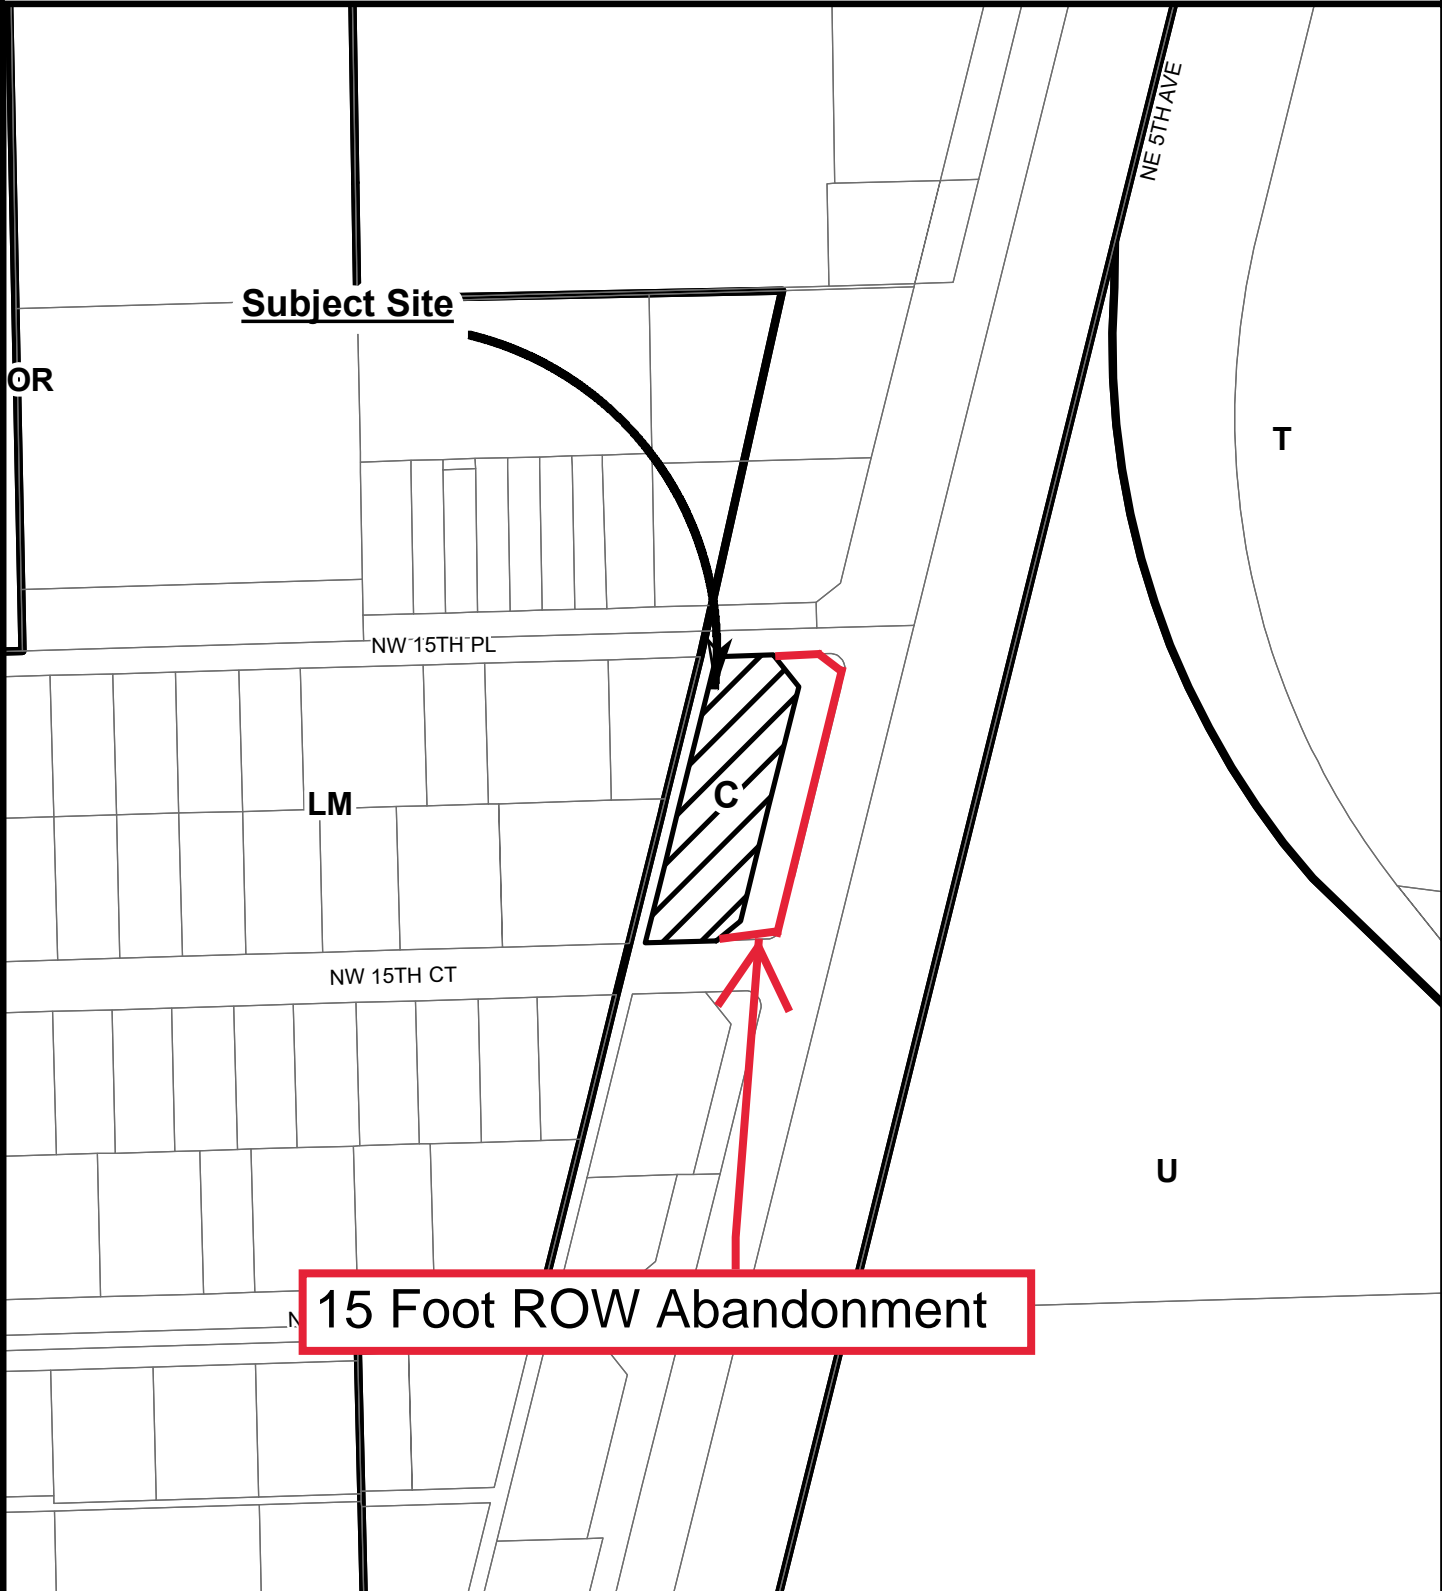 NE 5TH AVE
Subject Site
OR
T
NW 15TH PL
C
LM
NW 15TH CT
U
15 Foot ROW Abandonment